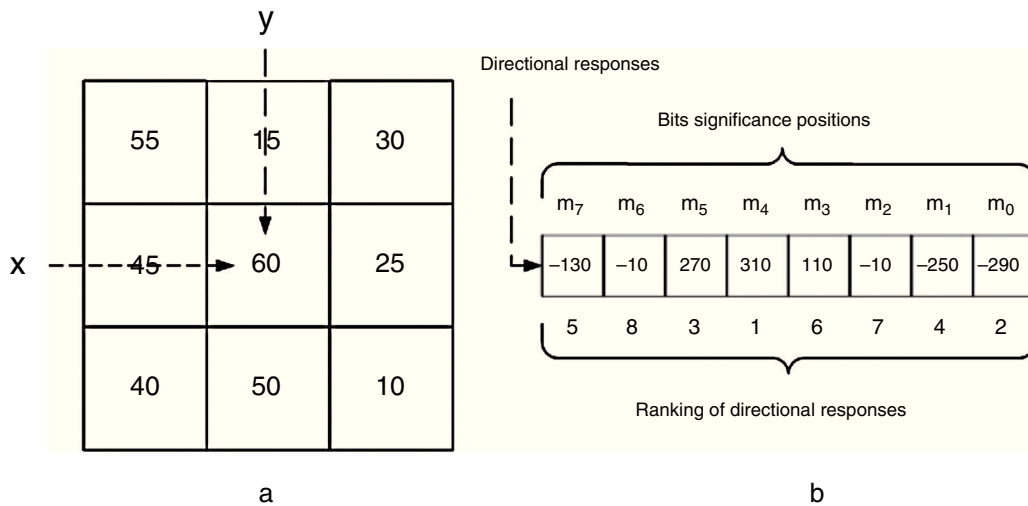 y
55 15 30
x 45 60 25
40 50 10
a
Directional responses
Bits significance positions
m7 m6 m5 m4 m3 m2 m1 m0
–130 –10 270 310 110 –10 –250 –290
5 8 3 1 6 7 4 2
Ranking of directional responses
b